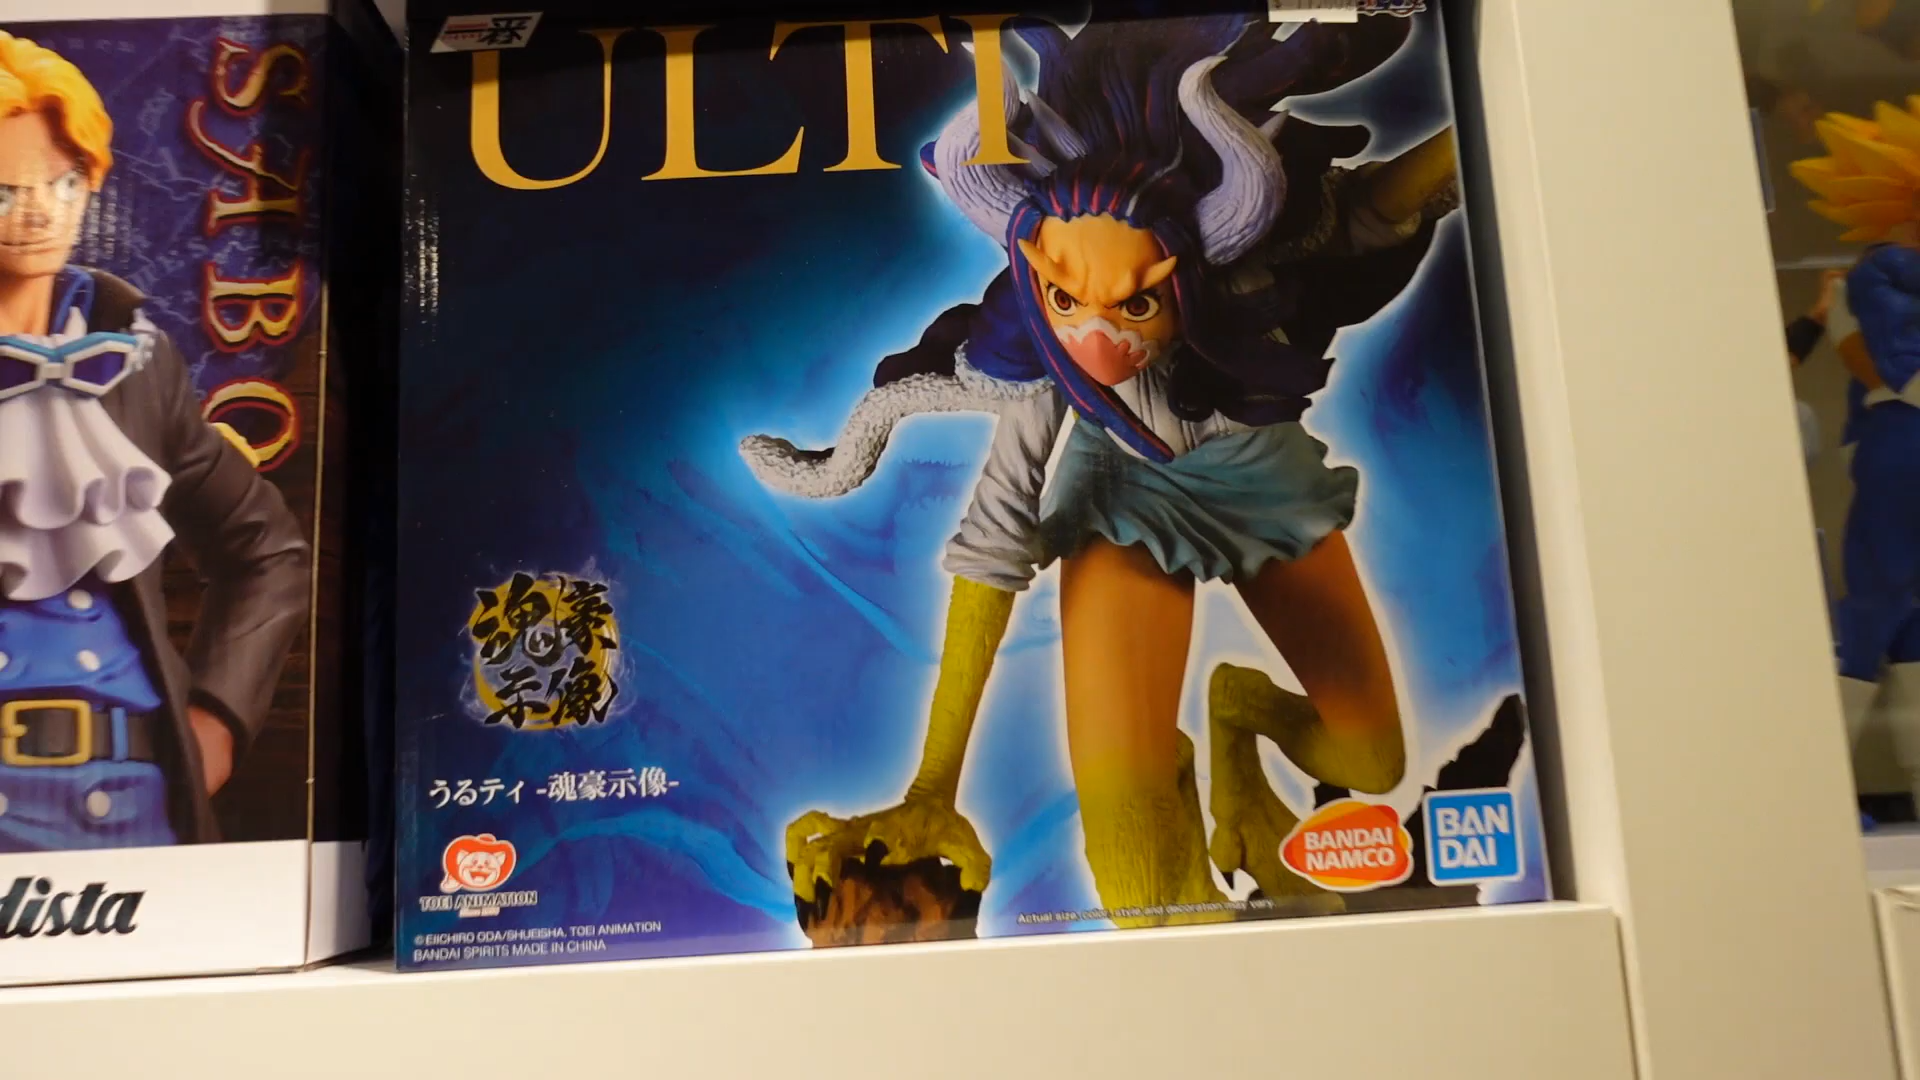 SABO
dista
一番
ULTI
魂豪
示像
うるティ -魂豪示像-
TOEI ANIMATION
©EIICHIRO ODA/SHUEISHA, TOEI ANIMATION
BANDAI SPIRITS MADE IN CHINA
Actual size, color, style and decoration may vary.
BANDAI
NAMCO
BAN
DAI